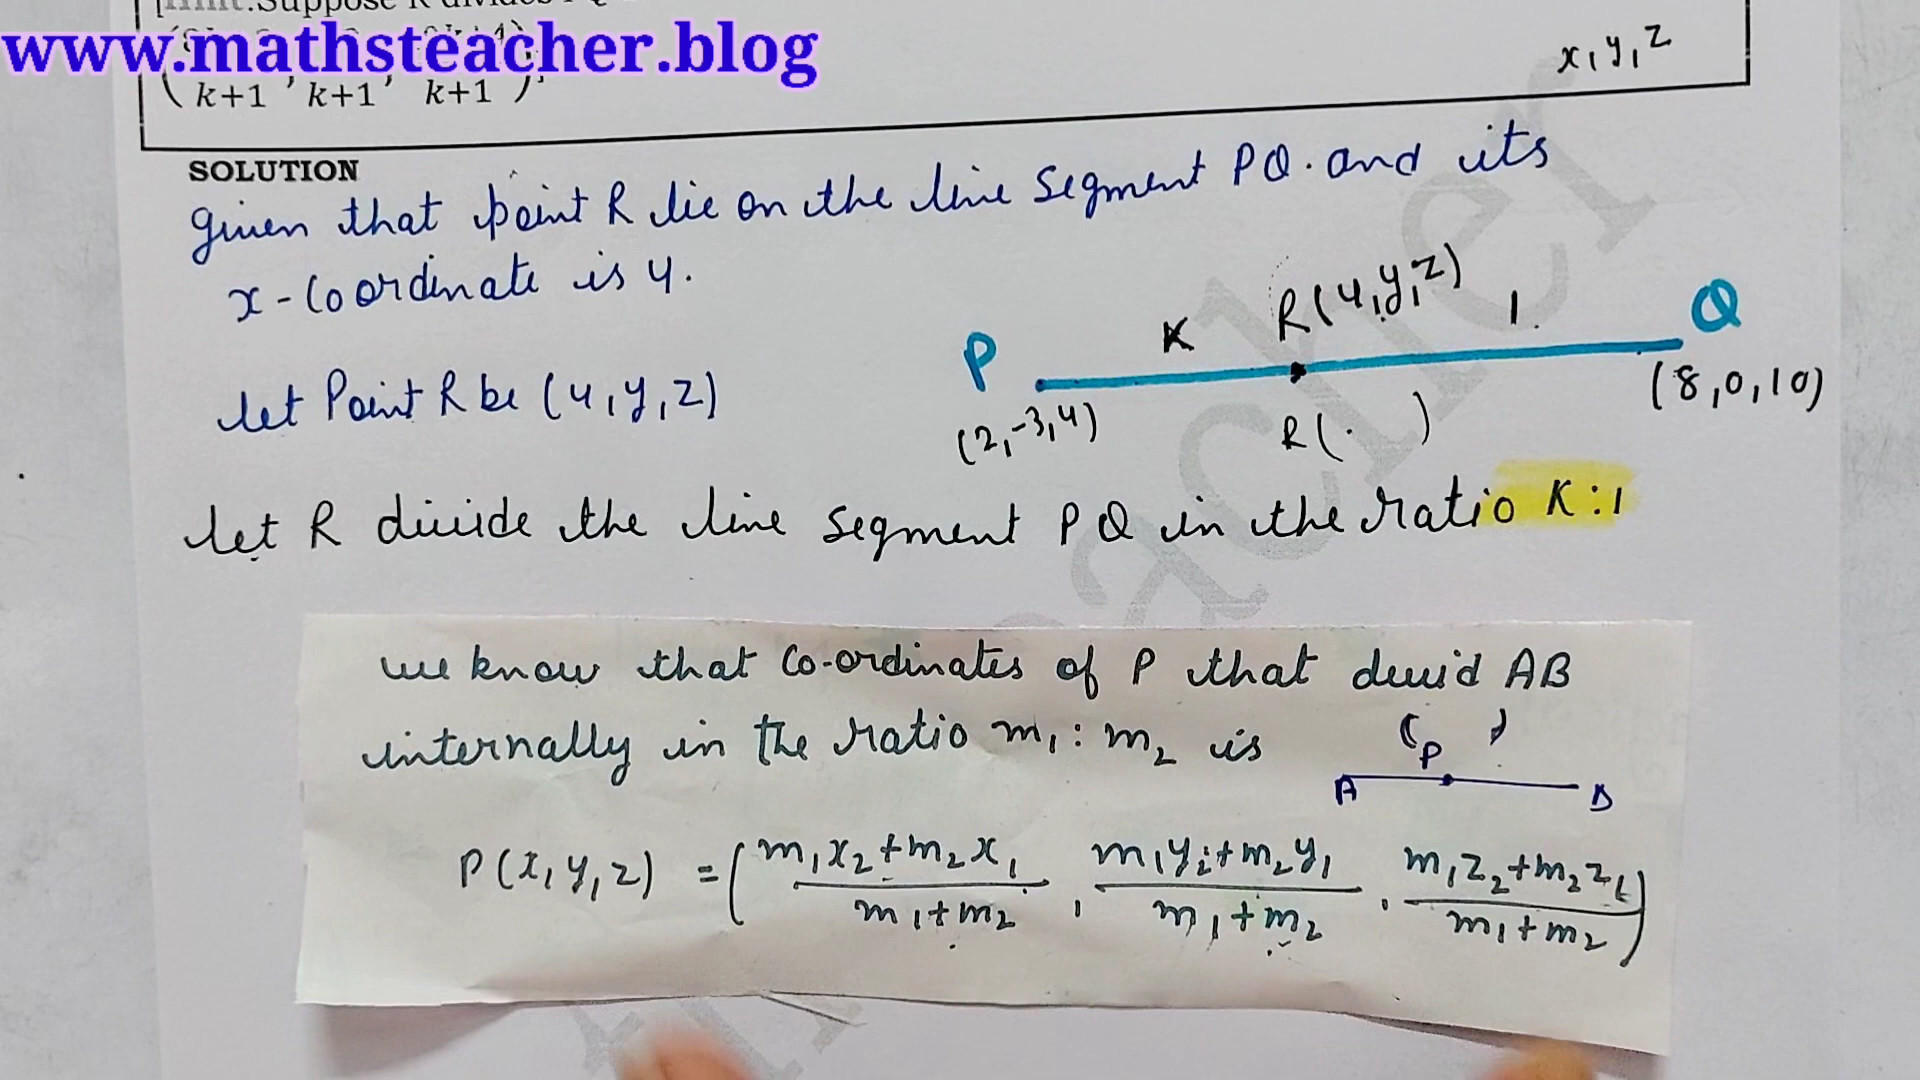 www.mathsteacher.blog
k+1 , k+1 , k+1
x, y, z
SOLUTION
Given that point R lie on the line segment PQ. and its
x-coordinate is 4.
R(4, y, z)
K 1
P Q
(2, -3, 4) (8, 0, 10)
R( . )
let Point R be (4, y, z)
let R divide the line segment PQ in the ratio K:1
we know that Co-ordinates of P that devid AB
internally in the ratio m₁ : m₂ is
( )
P
A B
P(x, y, z) = ( m₁x₂+m₂x₁ / m₁+m₂ , m₁y₂+m₂y₁ / m₁+m₂ , m₁z₂+m₂z₁ / m₁+m₂ )